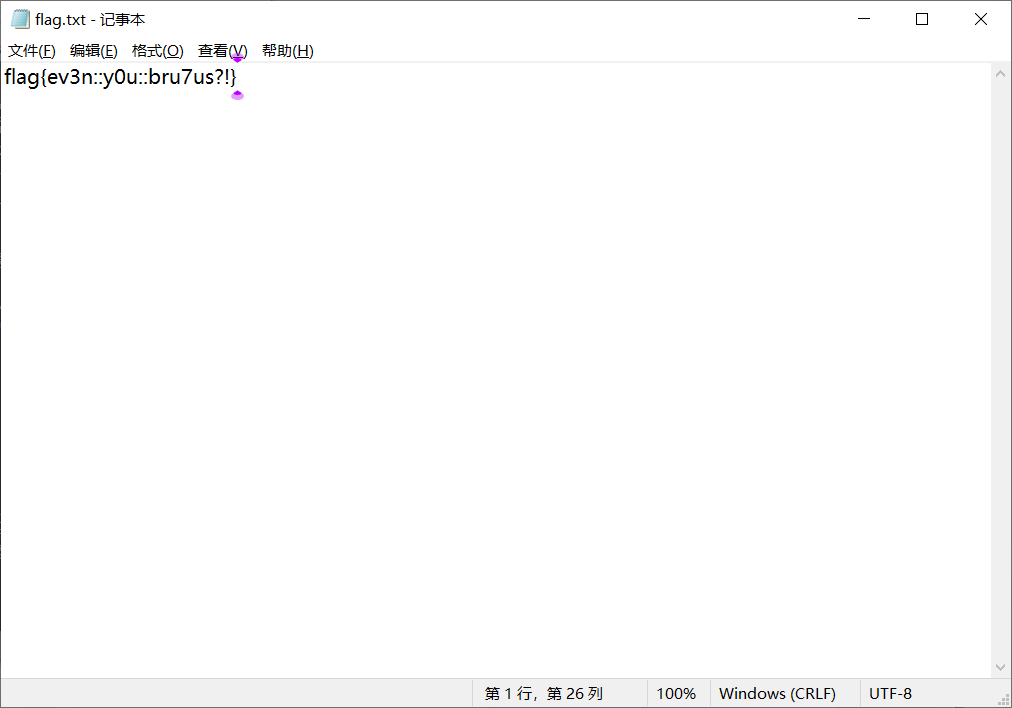 flag.txt - 记事本
文件(F) 编辑(E) 格式(O) 查看(V) 帮助(H)
flag{ev3n::y0u::bru7us?!}
第 1 行，第 26 列 100% Windows (CRLF) UTF-8